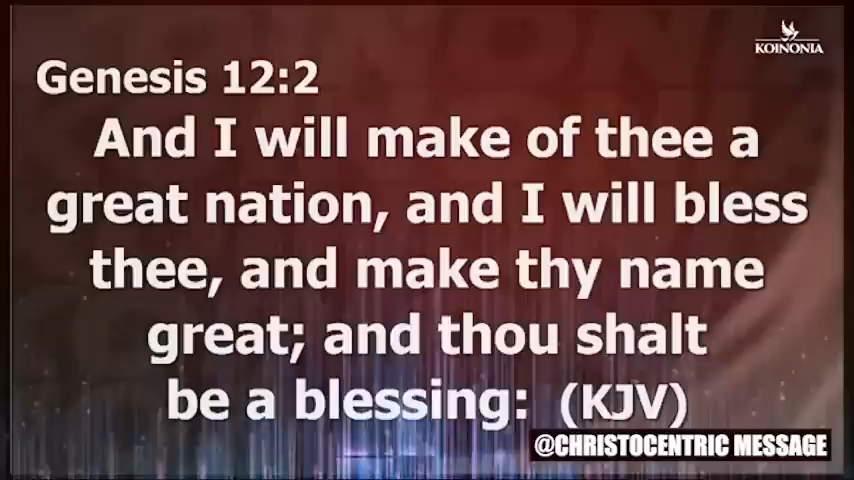 KOINONIA
Genesis 12:2
And I will make of thee a
great nation, and I will bless
thee, and make thy name
great; and thou shalt
be a blessing: (KJV)
@CHRISTOCENTRIC MESSAGE